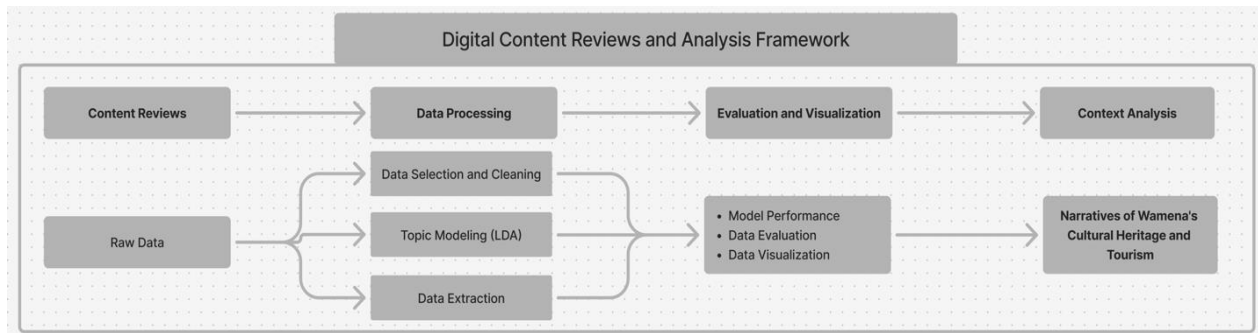 Digital Content Reviews and Analysis Framework
Content Reviews
Data Processing
Evaluation and Visualization
Context Analysis
Raw Data
Data Selection and Cleaning
Topic Modeling (LDA)
Data Extraction
• Model Performance
• Data Evaluation
• Data Visualization
Narratives of Wamena's
Cultural Heritage and
Tourism